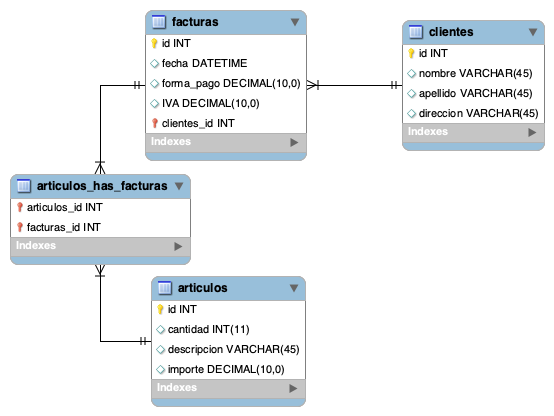 facturas
id INT
fecha DATETIME
forma_pago DECIMAL(10,0)
IVA DECIMAL(10,0)
clientes_id INT
Indexes
clientes
id INT
nombre VARCHAR(45)
apellido VARCHAR(45)
direccion VARCHAR(45)
Indexes
articulos_has_facturas
articulos_id INT
facturas_id INT
Indexes
articulos
id INT
cantidad INT(11)
descripcion VARCHAR(45)
importe DECIMAL(10,0)
Indexes